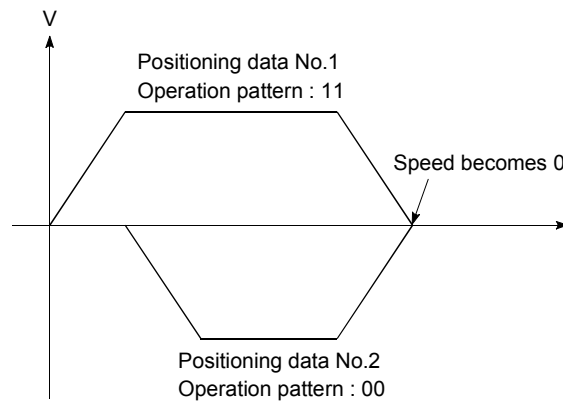 V
Positioning data No.1
Operation pattern : 11
Speed becomes 0
Positioning data No.2
Operation pattern : 00